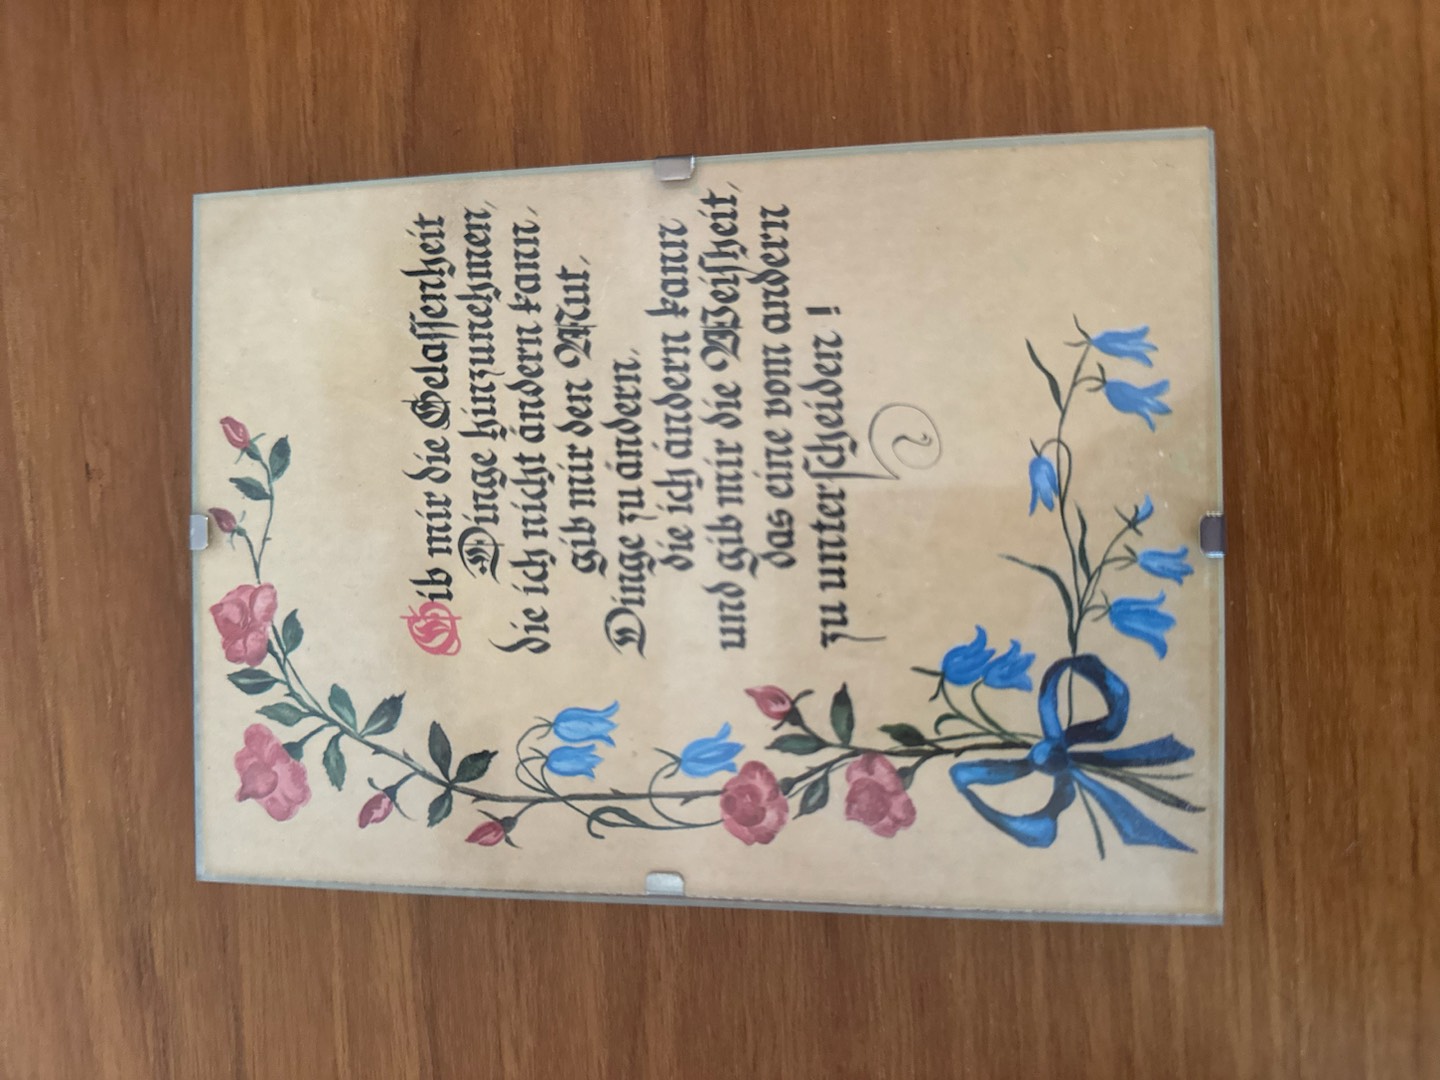 Gib mir die Gelassenheit
Dinge hinzunehmen,
die ich nicht ändern kann,
gib mir den Mut,
Dinge zu ändern,
die ich ändern kann
und gib mir die Weisheit,
das eine vom andern
zu unterscheiden!